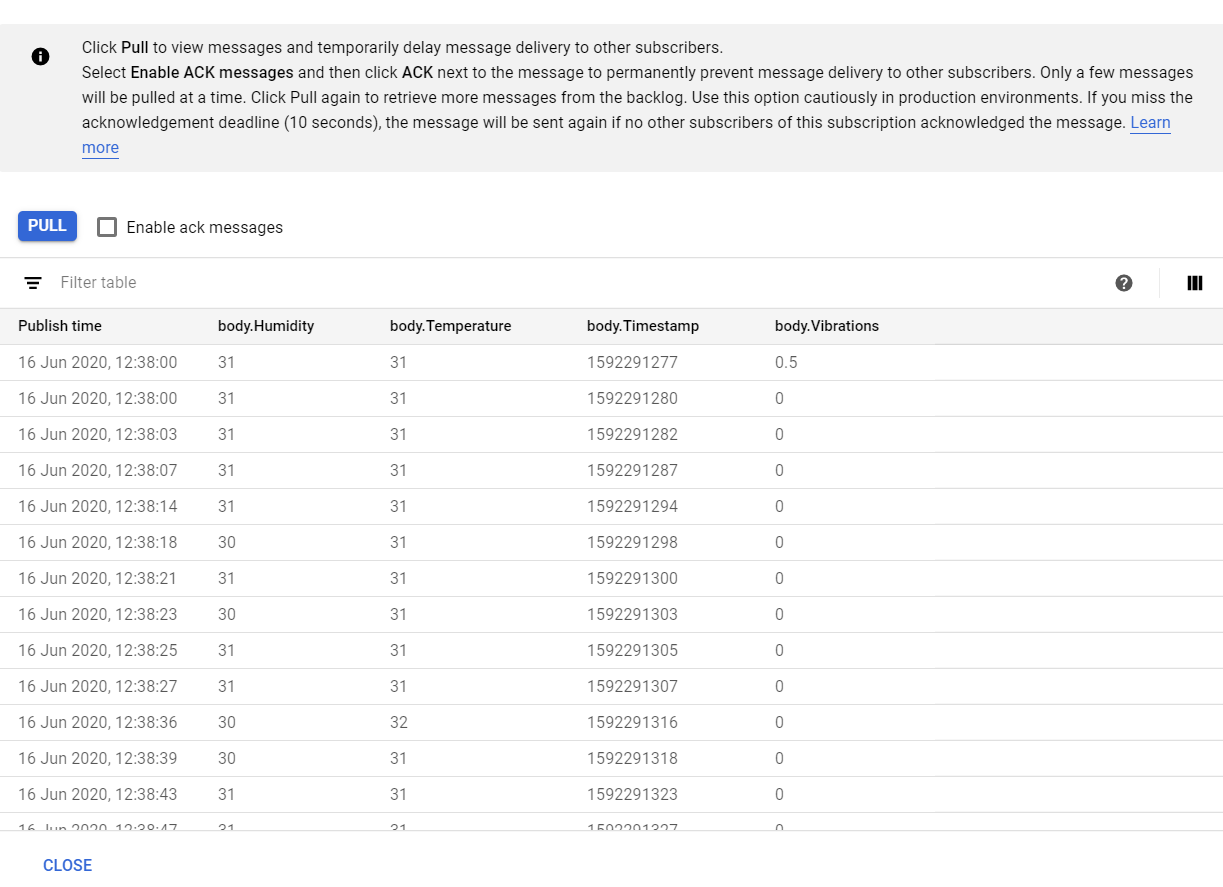 Click Pull to view messages and temporarily delay message delivery to other subscribers.
Select Enable ACK messages and then click ACK next to the message to permanently prevent message delivery to other subscribers. Only a few messages
will be pulled at a time. Click Pull again to retrieve more messages from the backlog. Use this option cautiously in production environments. If you miss the
acknowledgement deadline (10 seconds), the message will be sent again if no other subscribers of this subscription acknowledged the message. Learn
more
PULL Enable ack messages
Filter table
Publish time body.Humidity body.Temperature body.Timestamp body.Vibrations
16 Jun 2020, 12:38:00 31 31 1592291277 0.5
16 Jun 2020, 12:38:00 31 31 1592291280 0
16 Jun 2020, 12:38:03 31 31 1592291282 0
16 Jun 2020, 12:38:07 31 31 1592291287 0
16 Jun 2020, 12:38:14 31 31 1592291294 0
16 Jun 2020, 12:38:18 30 31 1592291298 0
16 Jun 2020, 12:38:21 31 31 1592291300 0
16 Jun 2020, 12:38:23 30 31 1592291303 0
16 Jun 2020, 12:38:25 31 31 1592291305 0
16 Jun 2020, 12:38:27 31 31 1592291307 0
16 Jun 2020, 12:38:36 30 32 1592291316 0
16 Jun 2020, 12:38:39 30 31 1592291318 0
16 Jun 2020, 12:38:43 31 31 1592291323 0
16 Jun 2020, 12:38:47 31 31 1592291327 0
CLOSE